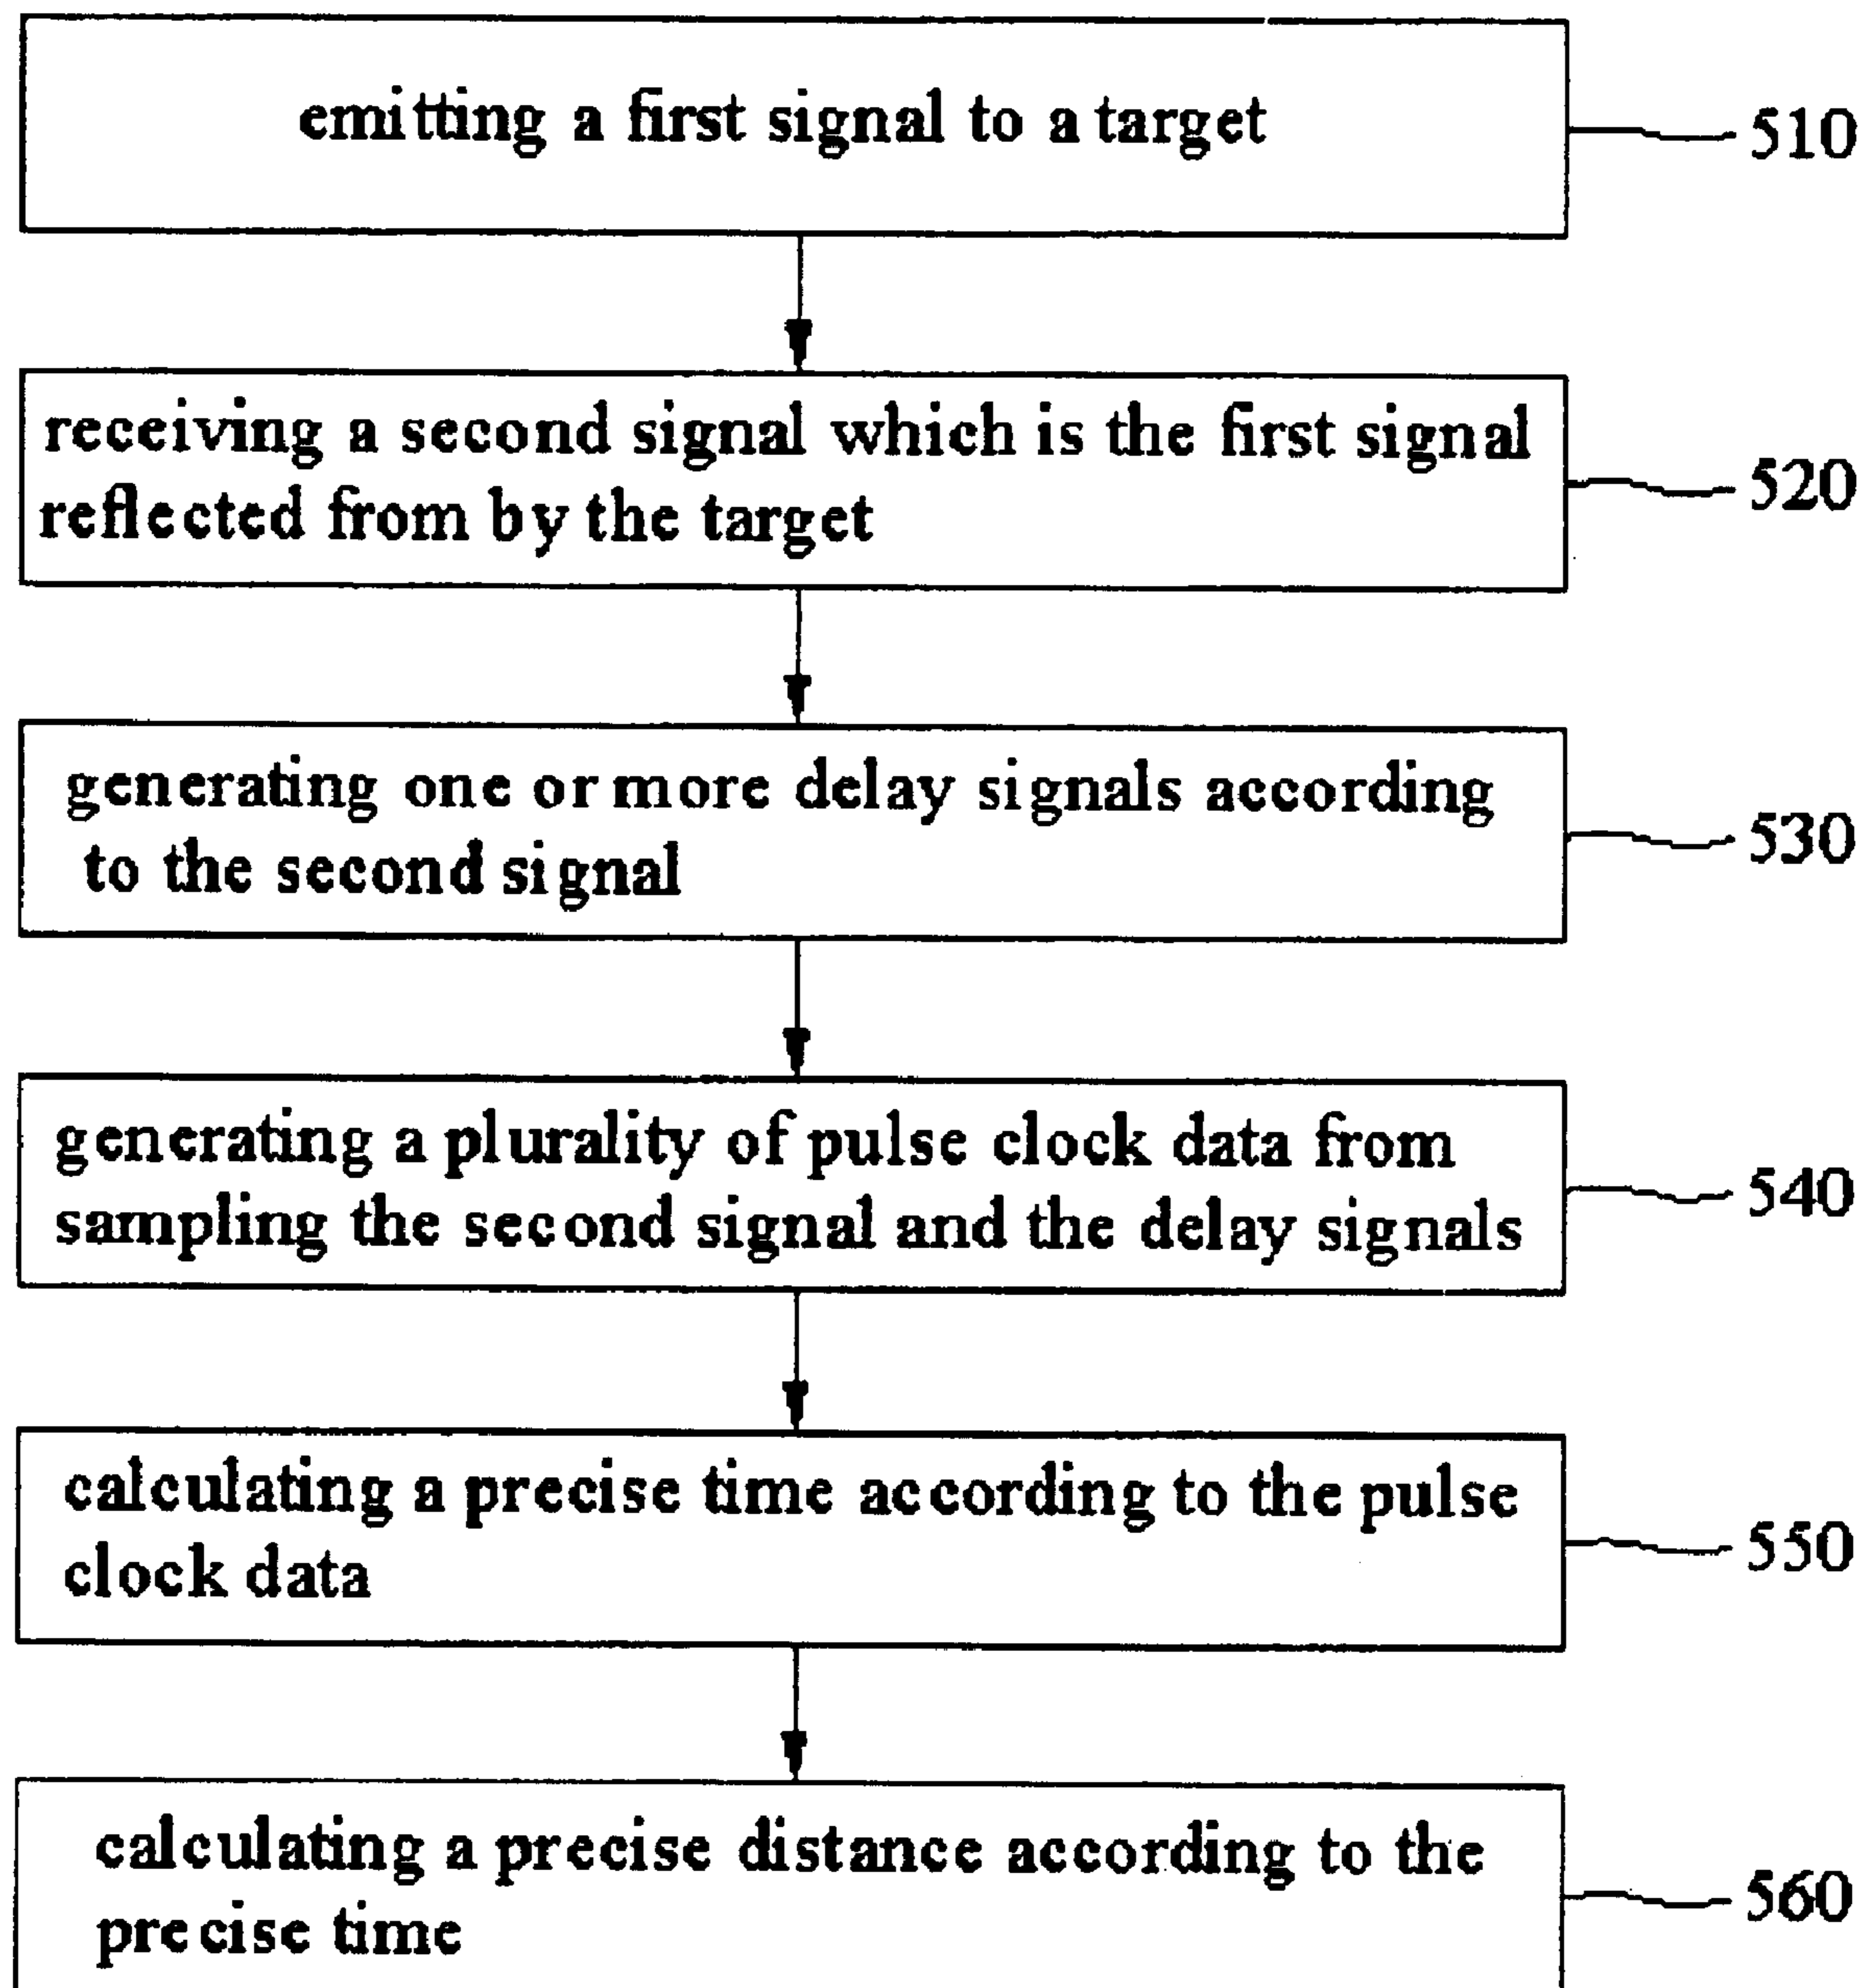 emitting a first signal to a target
510
receiving a second signal which is the first signal
reflected from by the target
520
generating one or more delay signals according
to the second signal
530
generating a plurality of pulse clock data from
sampling the second signal and the delay signals
540
calculating a precise time according to the pulse
clock data
550
calculating a precise distance according to the
precise time
560